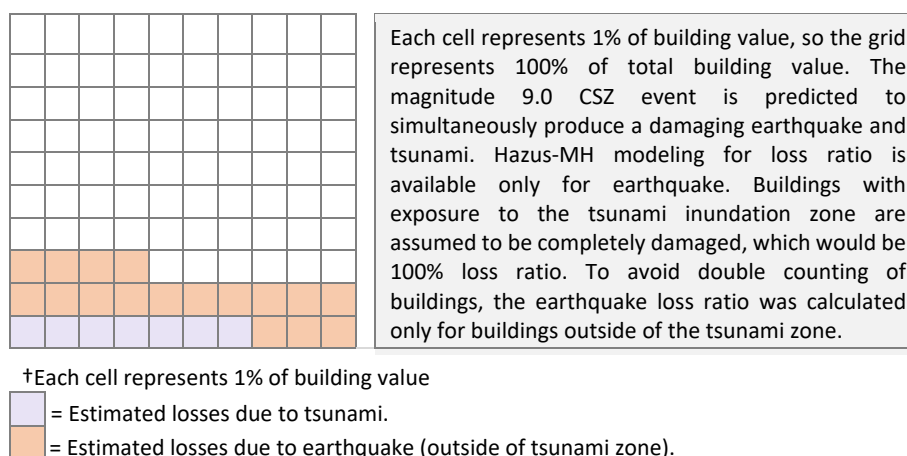 Each cell represents 1% of building value, so the grid
represents 100% of total building value. The
magnitude 9.0 CSZ event is predicted to
simultaneously produce a damaging earthquake and
tsunami. Hazus-MH modeling for loss ratio is
available only for earthquake. Buildings with
exposure to the tsunami inundation zone are
assumed to be completely damaged, which would be
100% loss ratio. To avoid double counting of
buildings, the earthquake loss ratio was calculated
only for buildings outside of the tsunami zone.
†Each cell represents 1% of building value
= Estimated losses due to tsunami.
= Estimated losses due to earthquake (outside of tsunami zone).